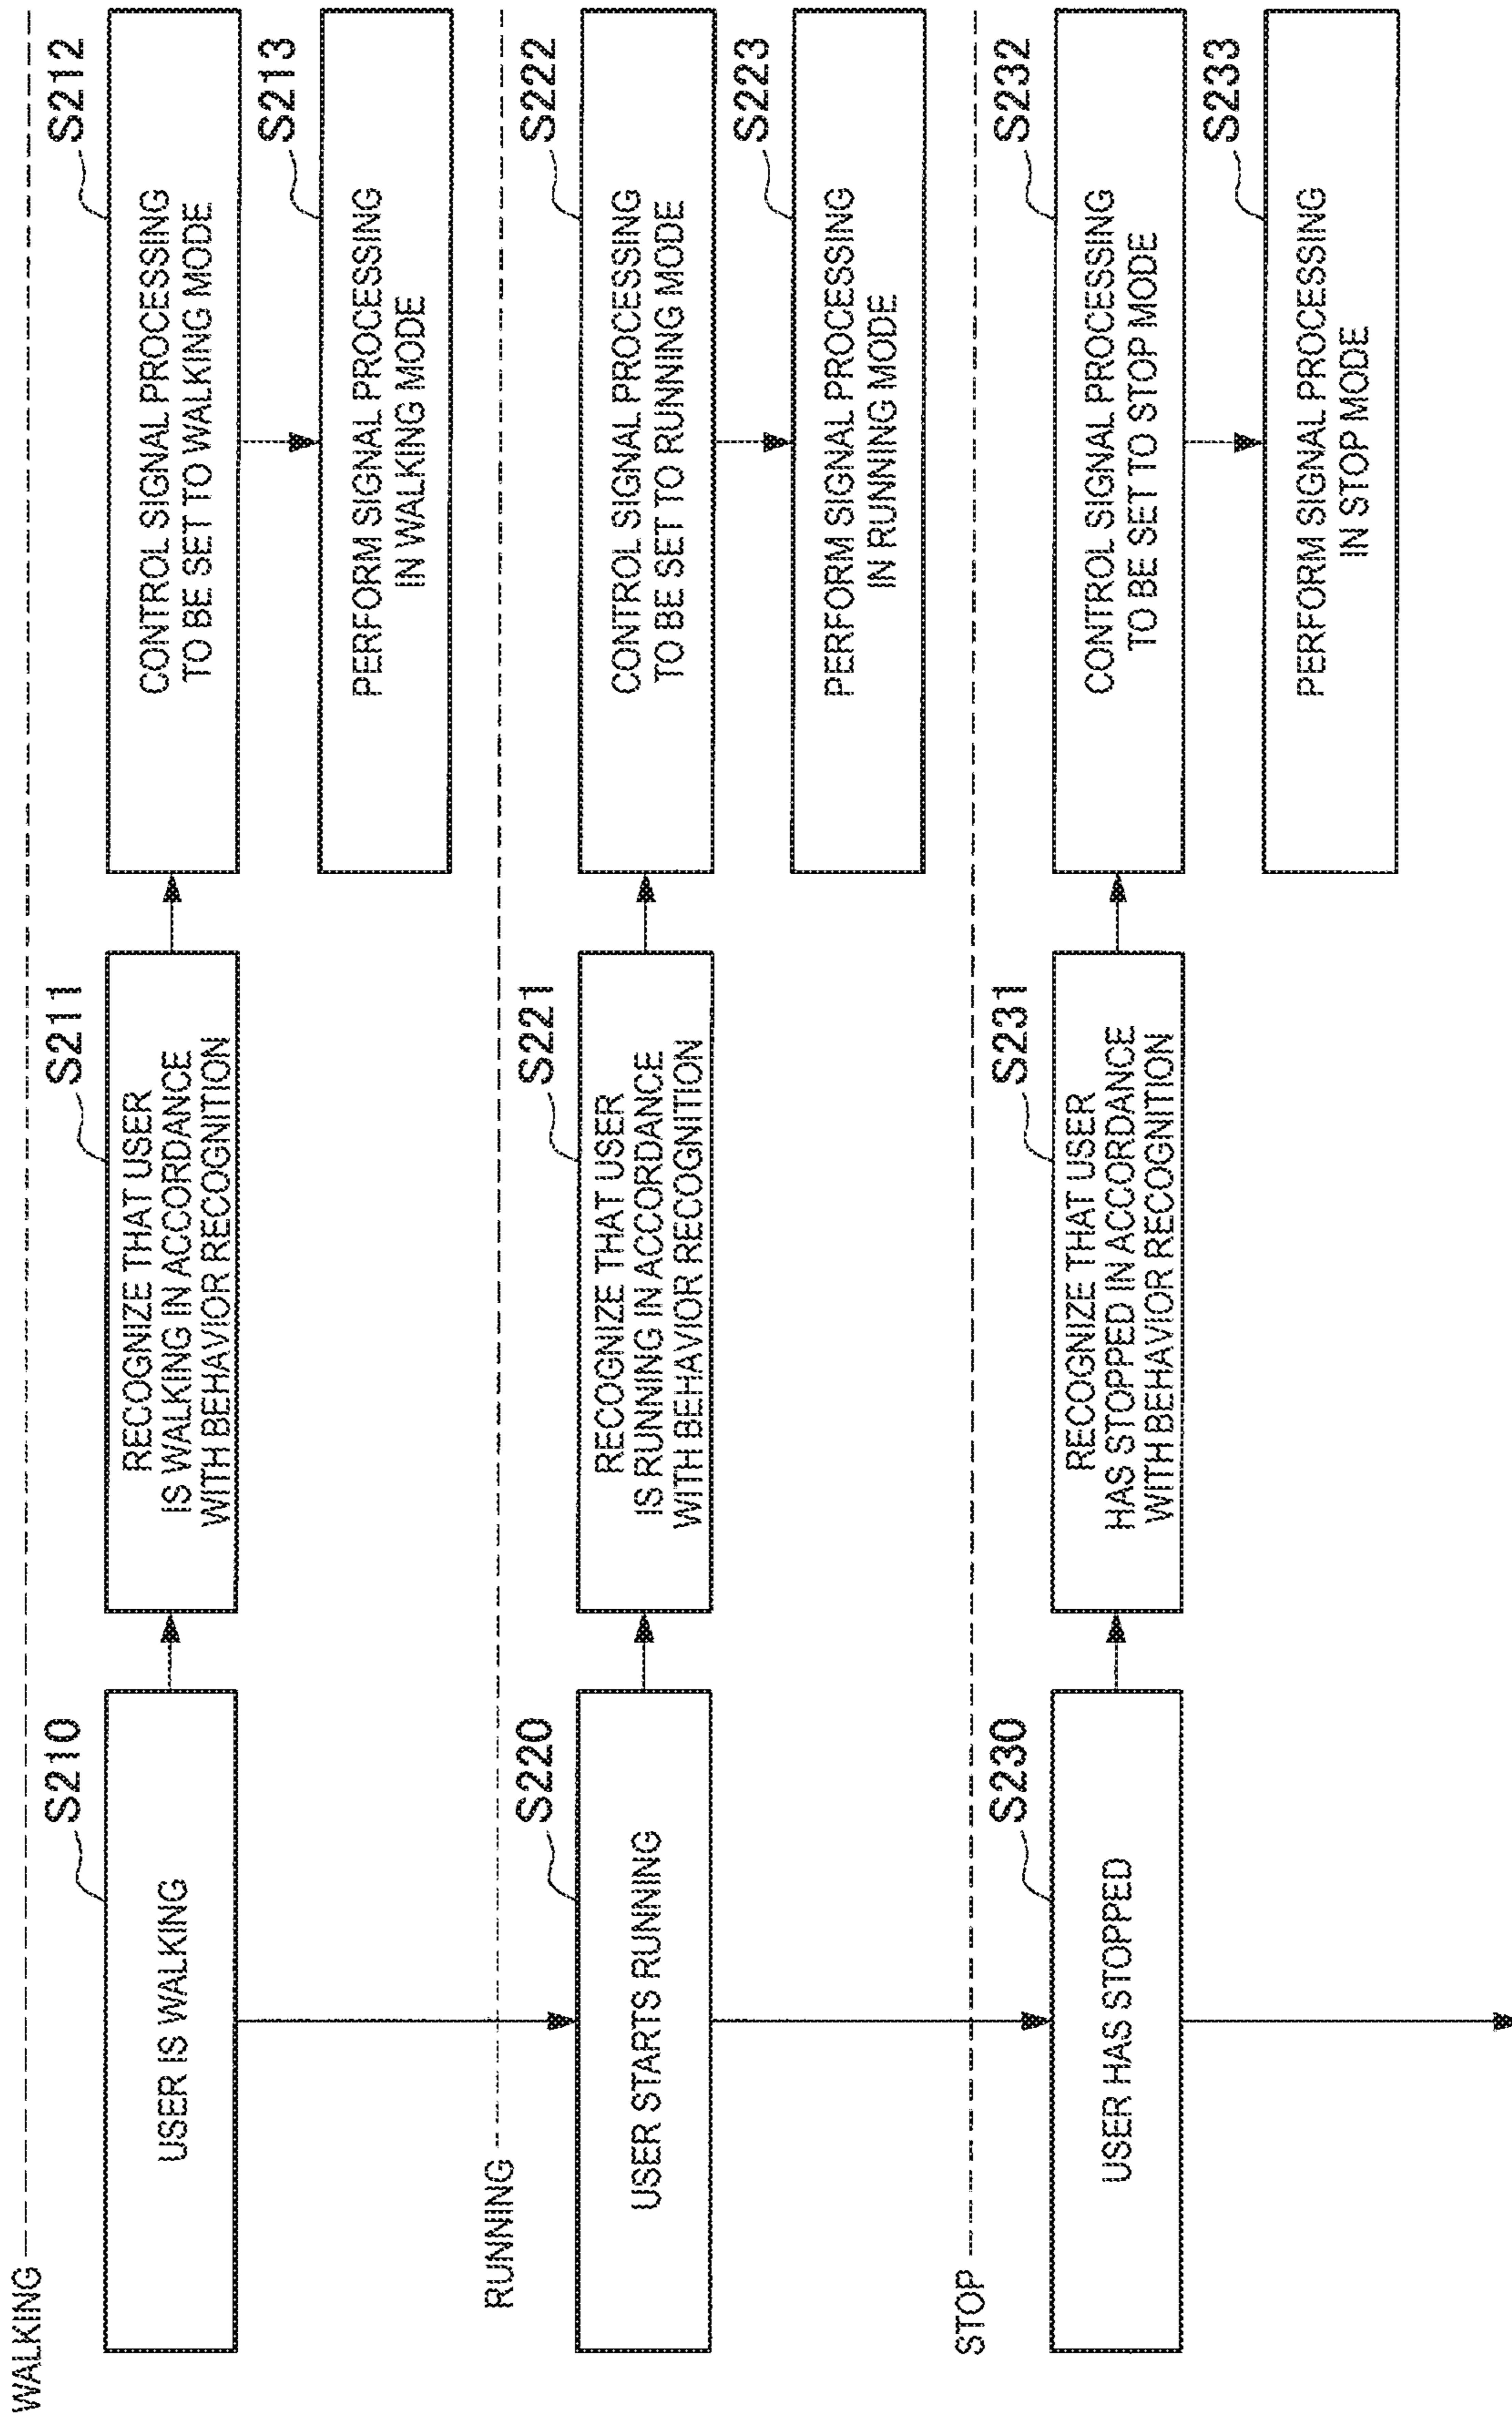 WALKING
S210
USER IS WALKING
S211
RECOGNIZE THAT USER
IS WALKING IN ACCORDANCE
WITH BEHAVIOR RECOGNITION
S212
CONTROL SIGNAL PROCESSING
TO BE SET TO WALKING MODE
S213
PERFORM SIGNAL PROCESSING
IN WALKING MODE
RUNNING
S220
USER STARTS RUNNING
S221
RECOGNIZE THAT USER
IS RUNNING IN ACCORDANCE
WITH BEHAVIOR RECOGNITION
S222
CONTROL SIGNAL PROCESSING
TO BE SET TO RUNNING MODE
S223
PERFORM SIGNAL PROCESSING
IN RUNNING MODE
STOP
S230
USER HAS STOPPED
S231
RECOGNIZE THAT USER
HAS STOPPED IN ACCORDANCE
WITH BEHAVIOR RECOGNITION
S232
CONTROL SIGNAL PROCESSING
TO BE SET TO STOP MODE
S233
PERFORM SIGNAL PROCESSING
IN STOP MODE